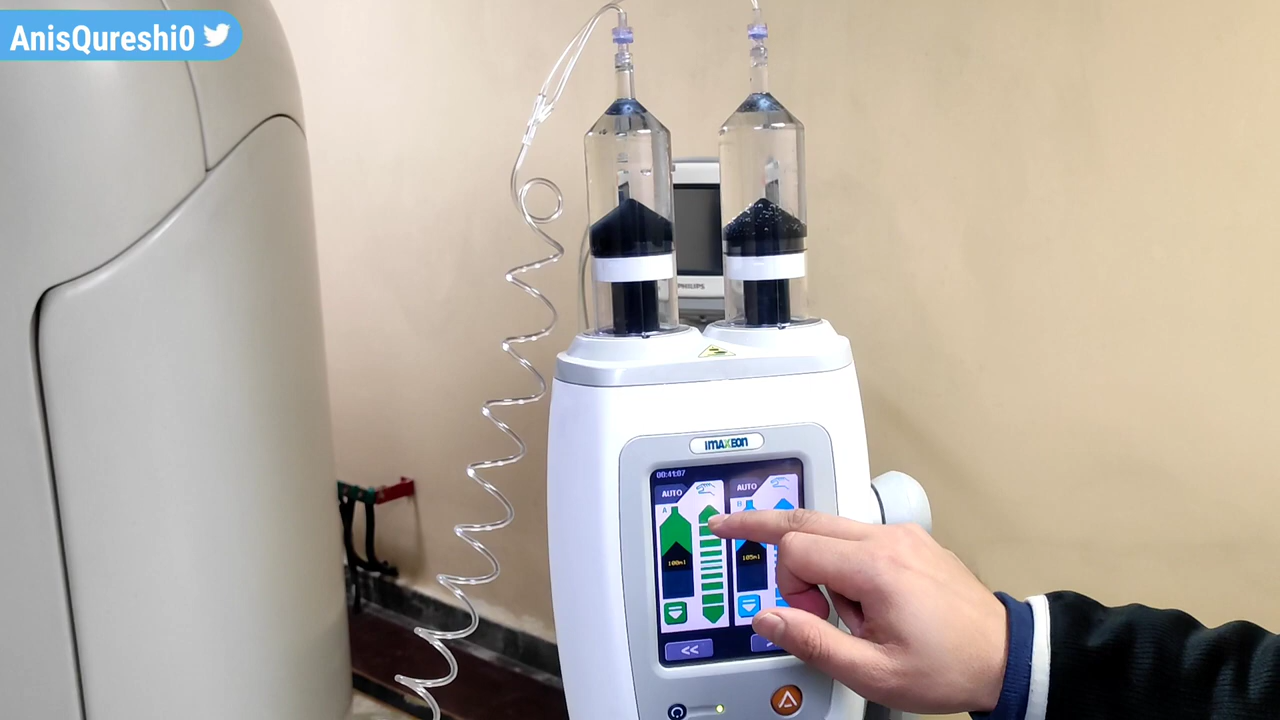 AnisQureshi0
PHILIPS
IMAXEON
00:41:07
AUTO
AUTO
A
B
100ml
105ml
<<